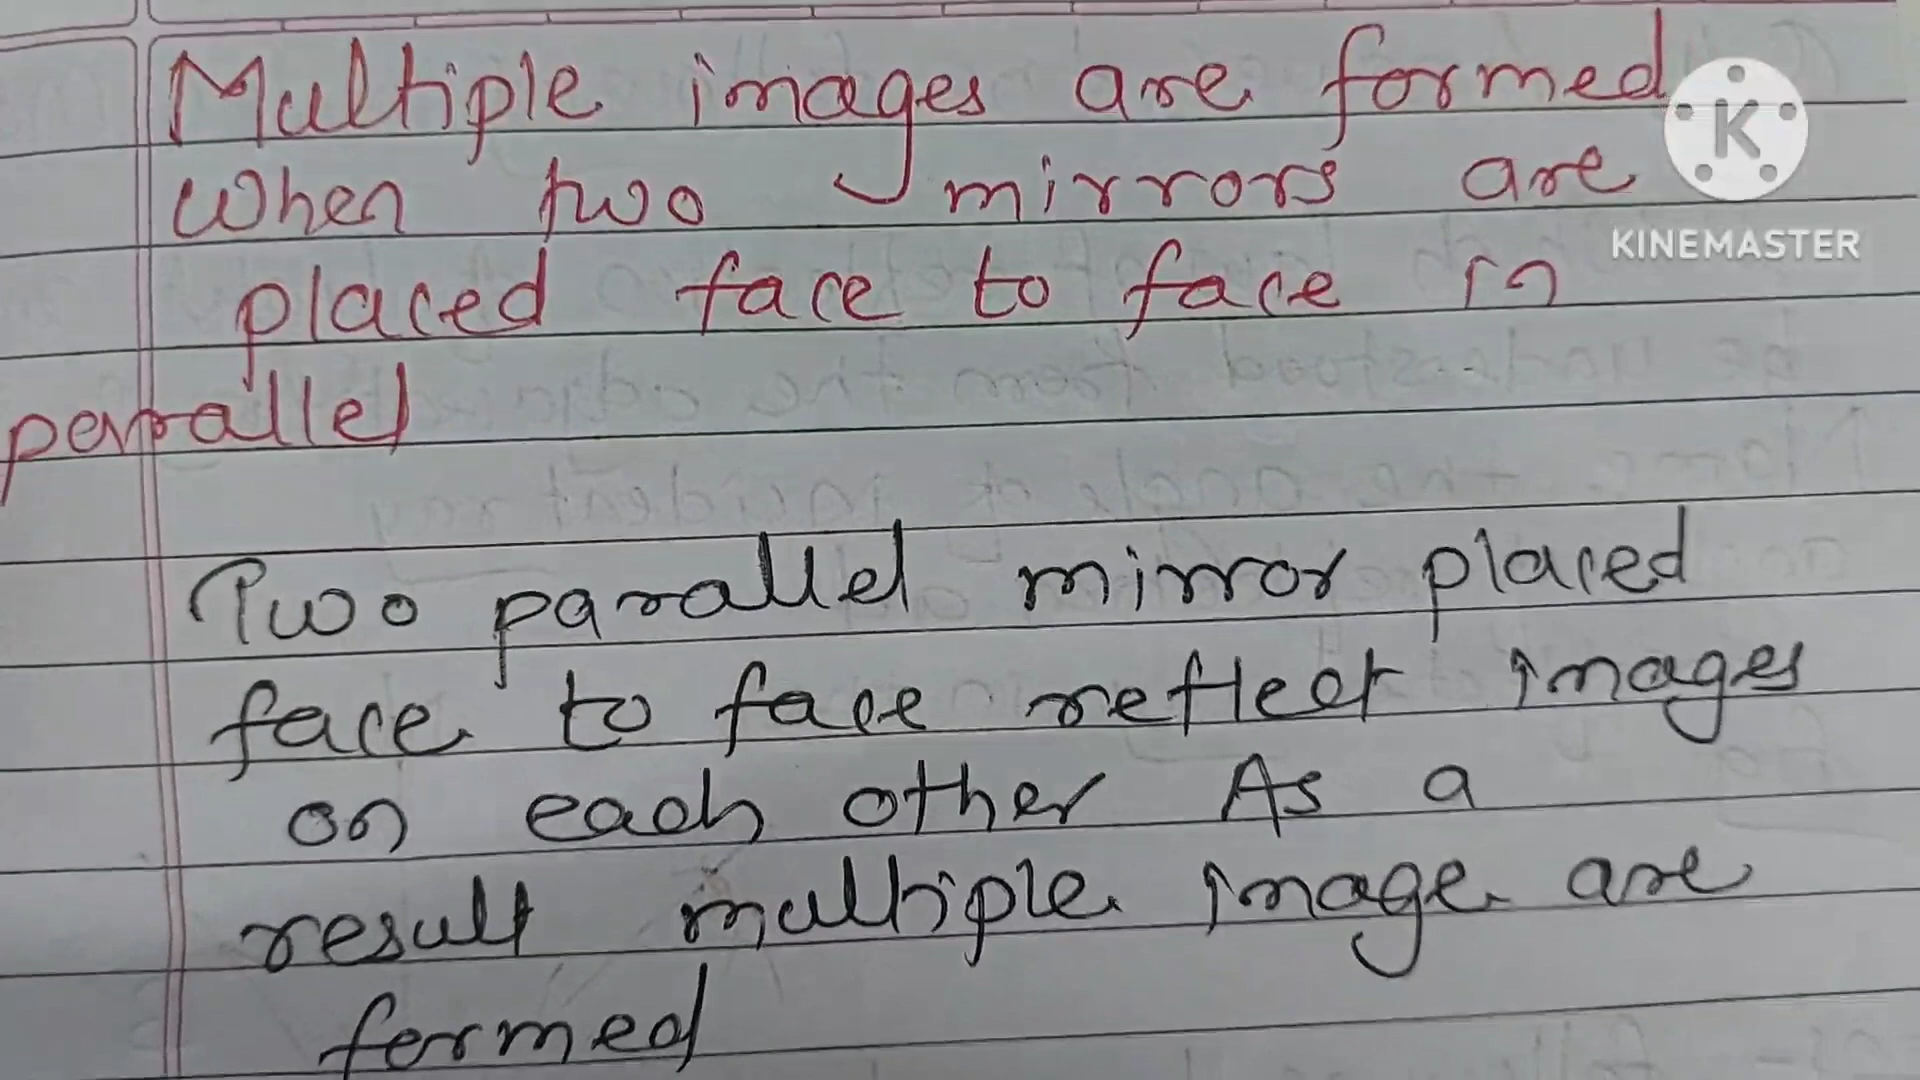 Multiple images are formed
When two mirrors are
placed face to face in
parallel
Two parallel mirror placed
face to face reflect images
on each other As a
result multiple image are
formed
K
KINEMASTER